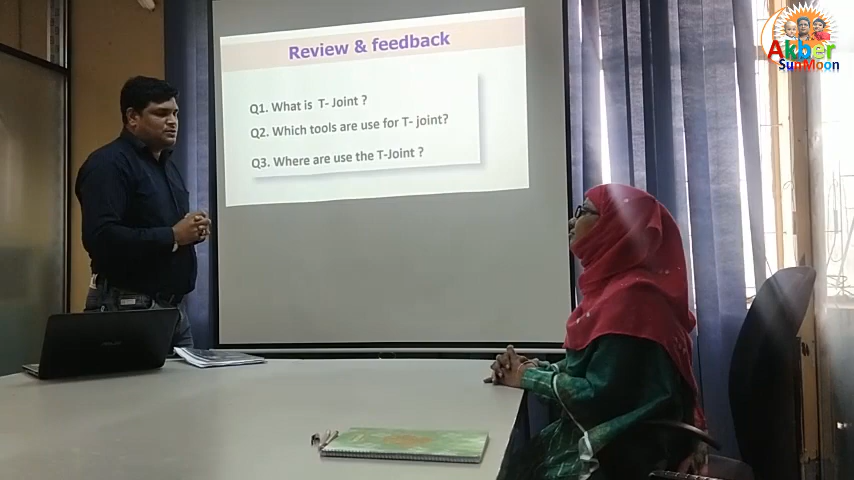 Review & feedback
Q1. What is T- Joint ?
Q2. Which tools are use for T- joint?
Q3. Where are use the T-Joint ?
Akber
SunMoon